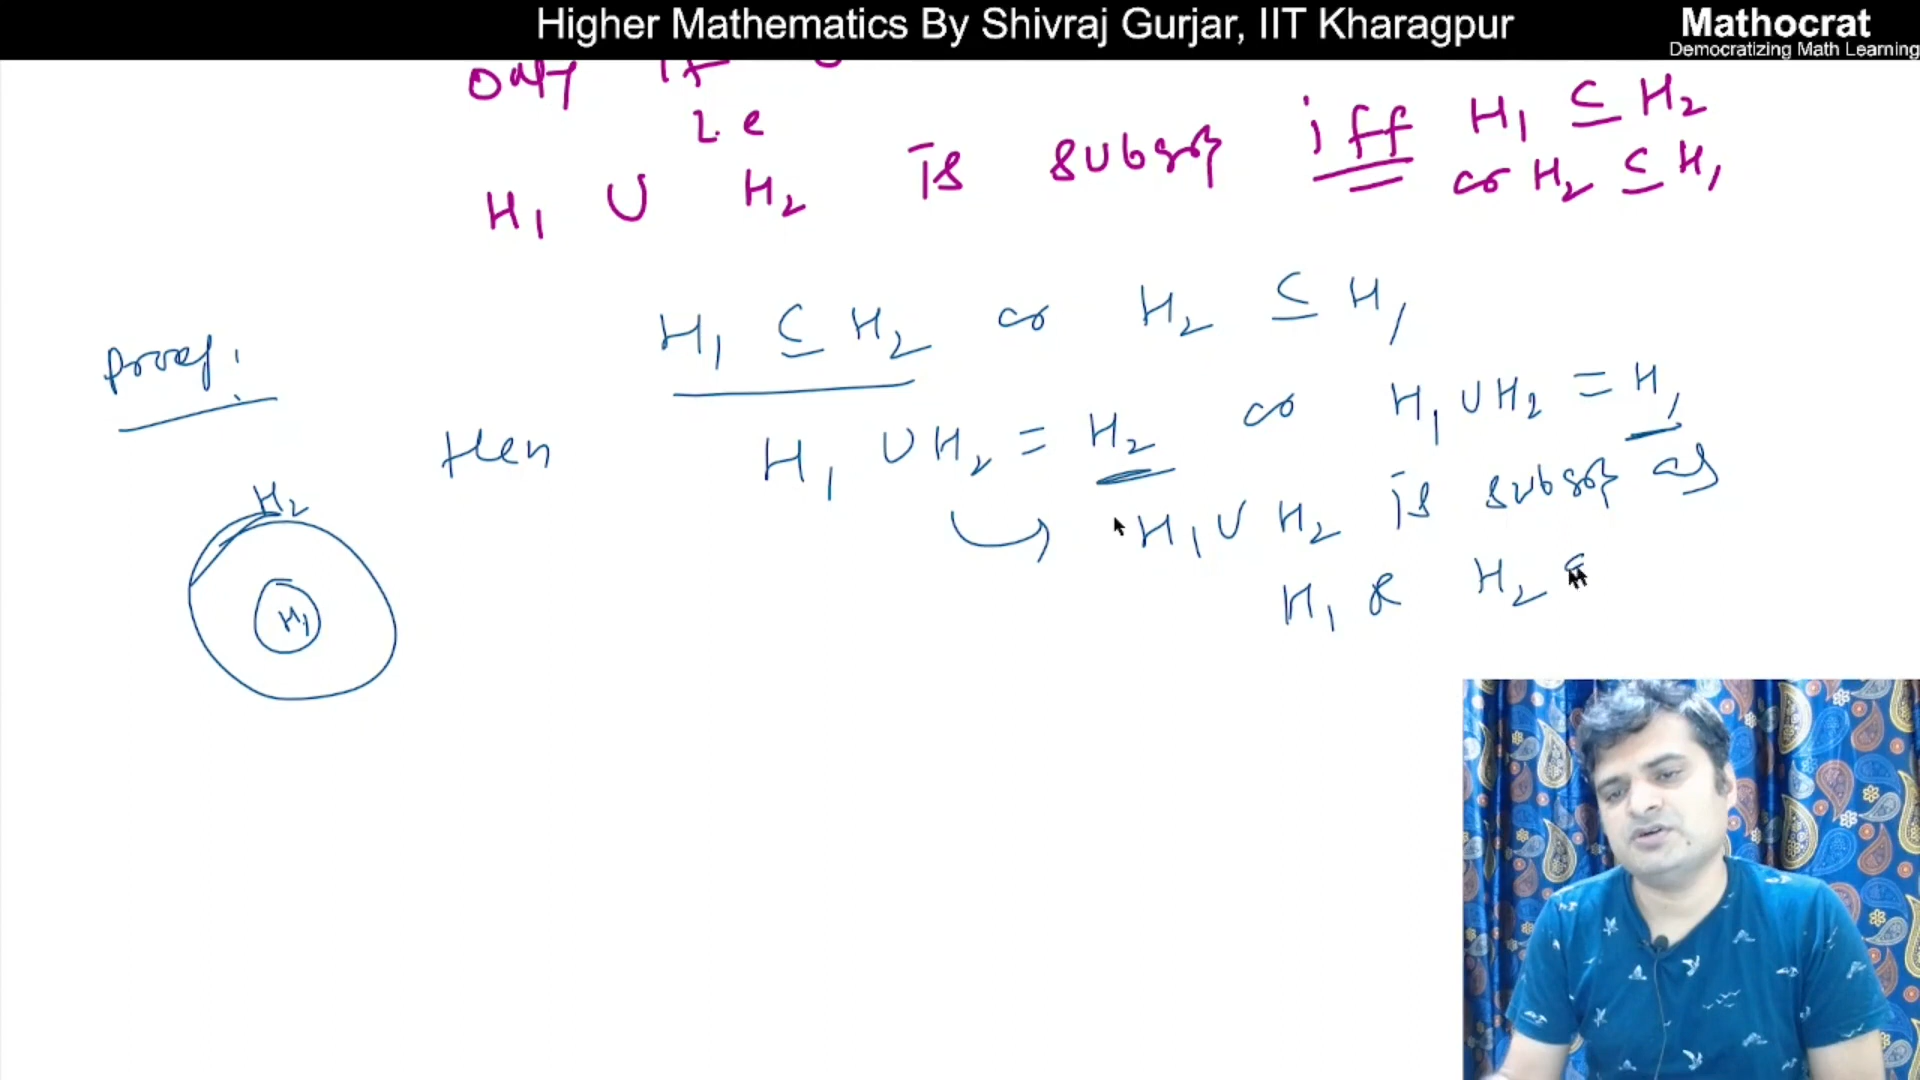 Higher Mathematics By Shivraj Gurjar, IIT Kharagpur
Mathocrat
Democratizing Math Learning
only if
i.e
H₁ ∪ H₂ is subgrp iff H₁ ⊆ H₂
or H₂ ⊆ H₁
Proof:
H₁ ⊆ H₂ or H₂ ⊆ H₁
then H₁ ∪ H₂ = H₂ or H₁ ∪ H₂ = H₁
H₁ ∪ H₂ is subgrp as
H₁ & H₂
H₂
H₁